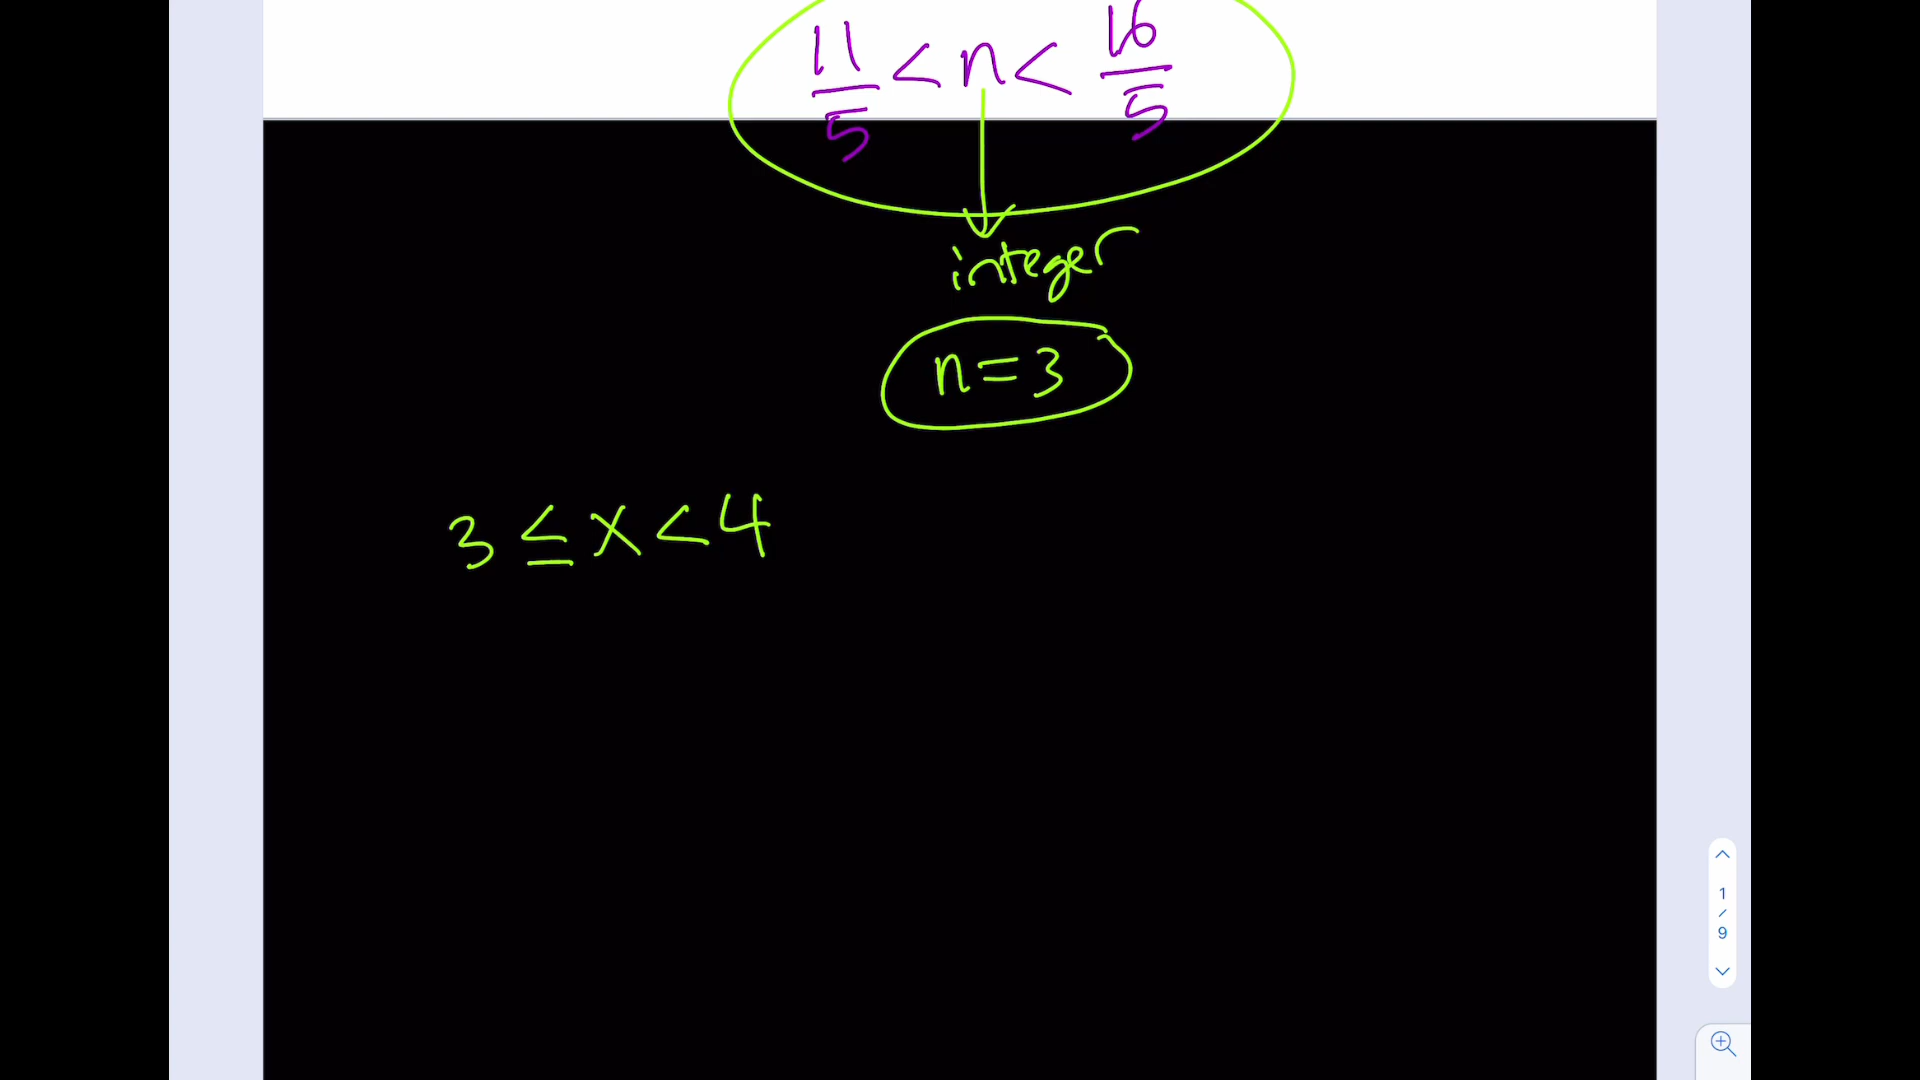 11/5 < n < 16/5
integer
n = 3
3 ≤ x < 4
1
/
9